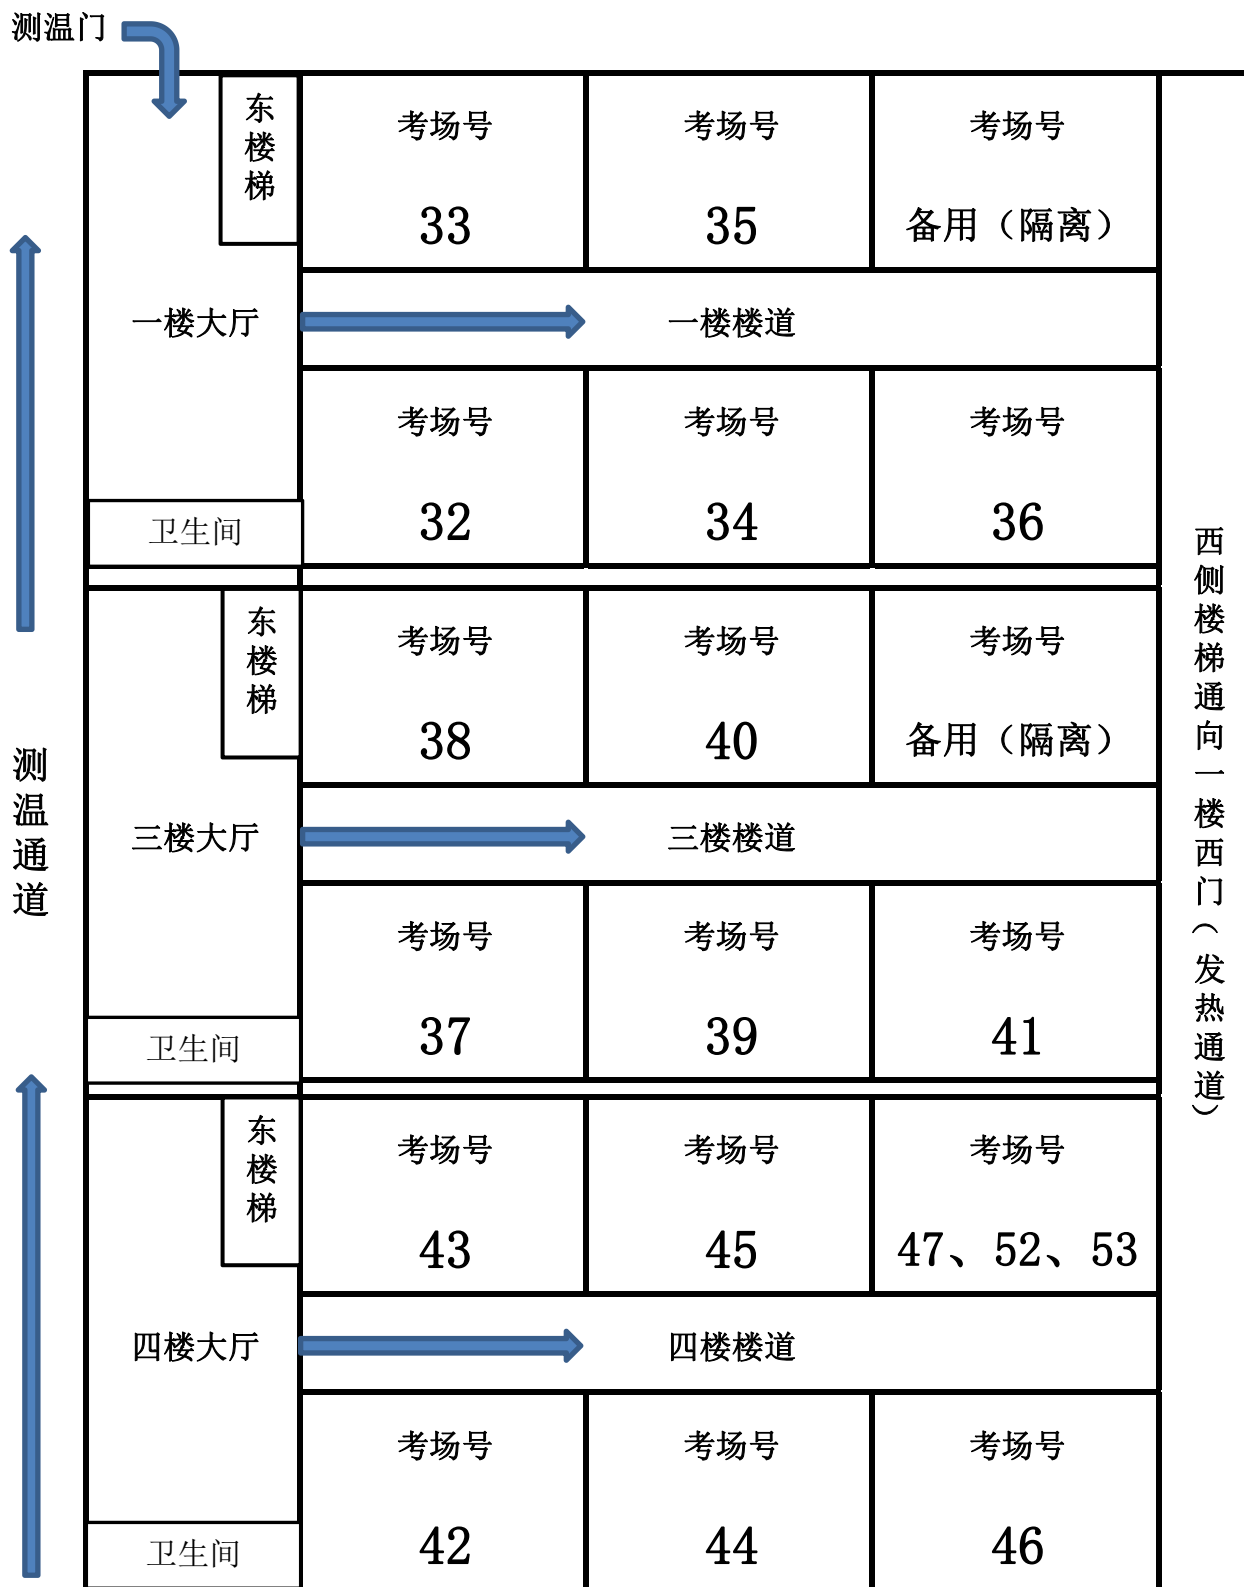 测温门
东楼梯
考场号
考场号
考场号
33
35
备用（隔离）
一楼大厅
一楼楼道
考场号
考场号
考场号
32
34
36
卫生间
东楼梯
考场号
考场号
考场号
38
40
备用（隔离）
三楼大厅
三楼楼道
考场号
考场号
考场号
37
39
41
卫生间
东楼梯
考场号
考场号
考场号
43
45
47、52、53
四楼大厅
四楼楼道
考场号
考场号
考场号
42
44
46
卫生间
测温通道
西侧楼梯通向一楼西门（发热通道）